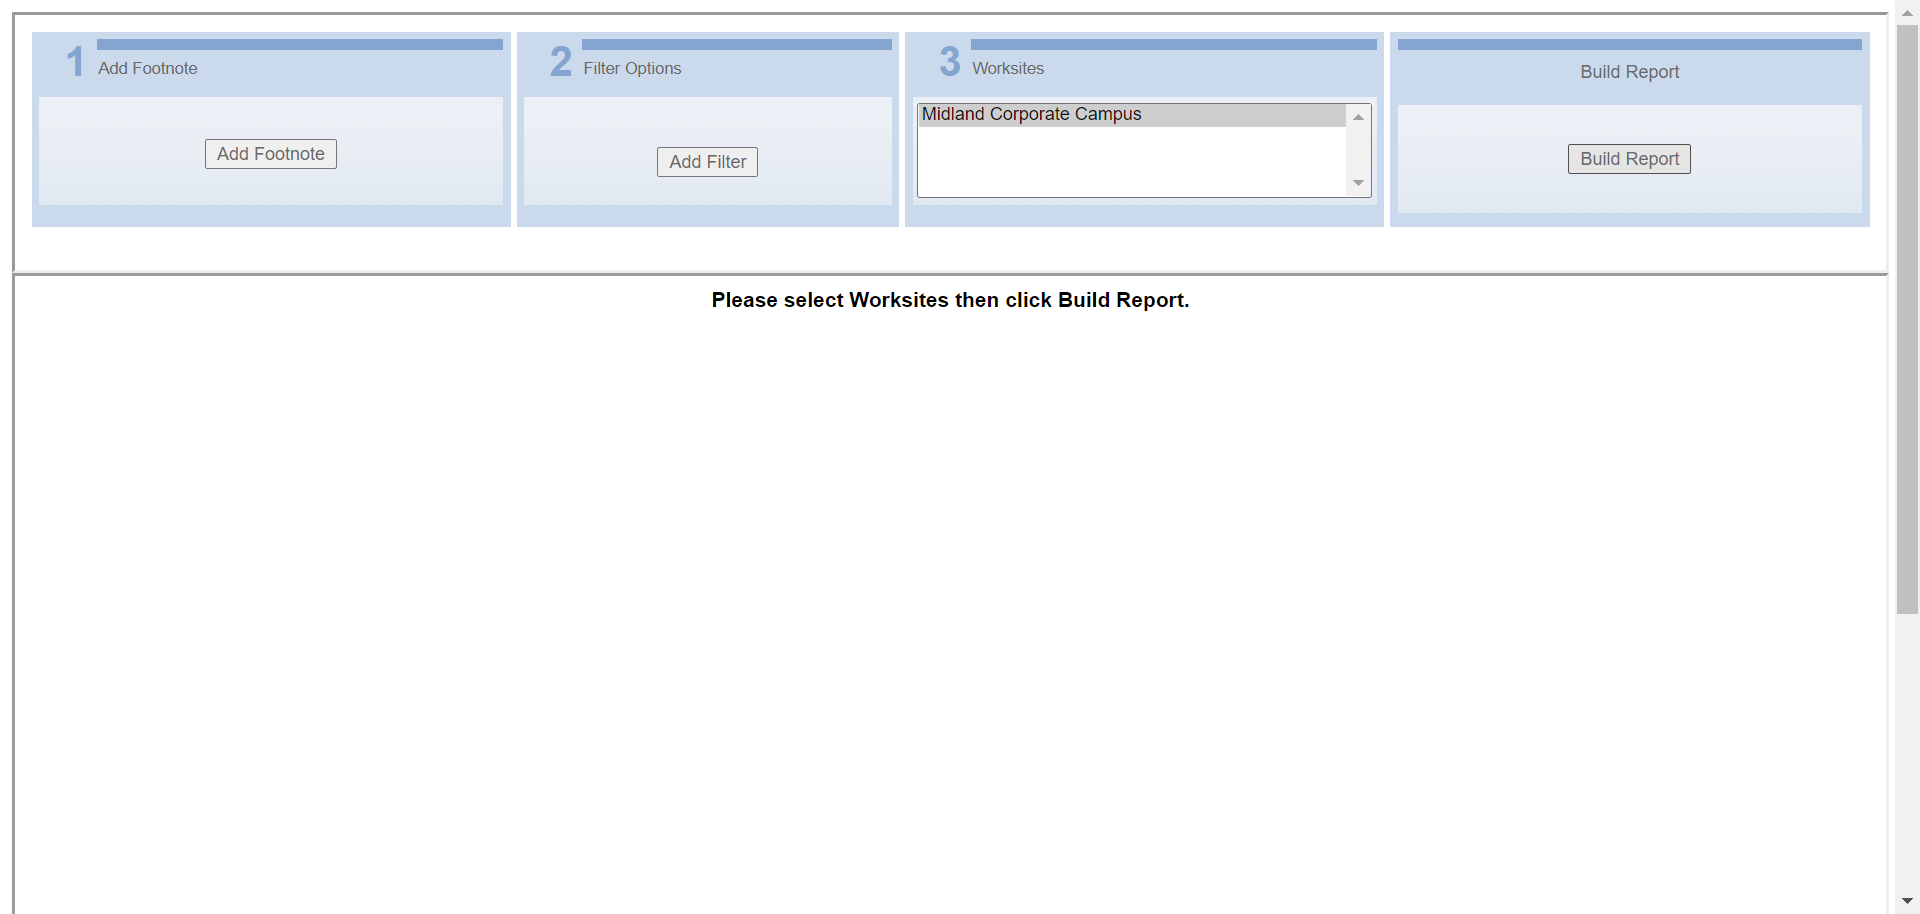 1 Add Footnote
Add Footnote
2 Filter Options
Add Filter
3 Worksites
Midland Corporate Campus
Build Report
Build Report
Please select Worksites then click Build Report.